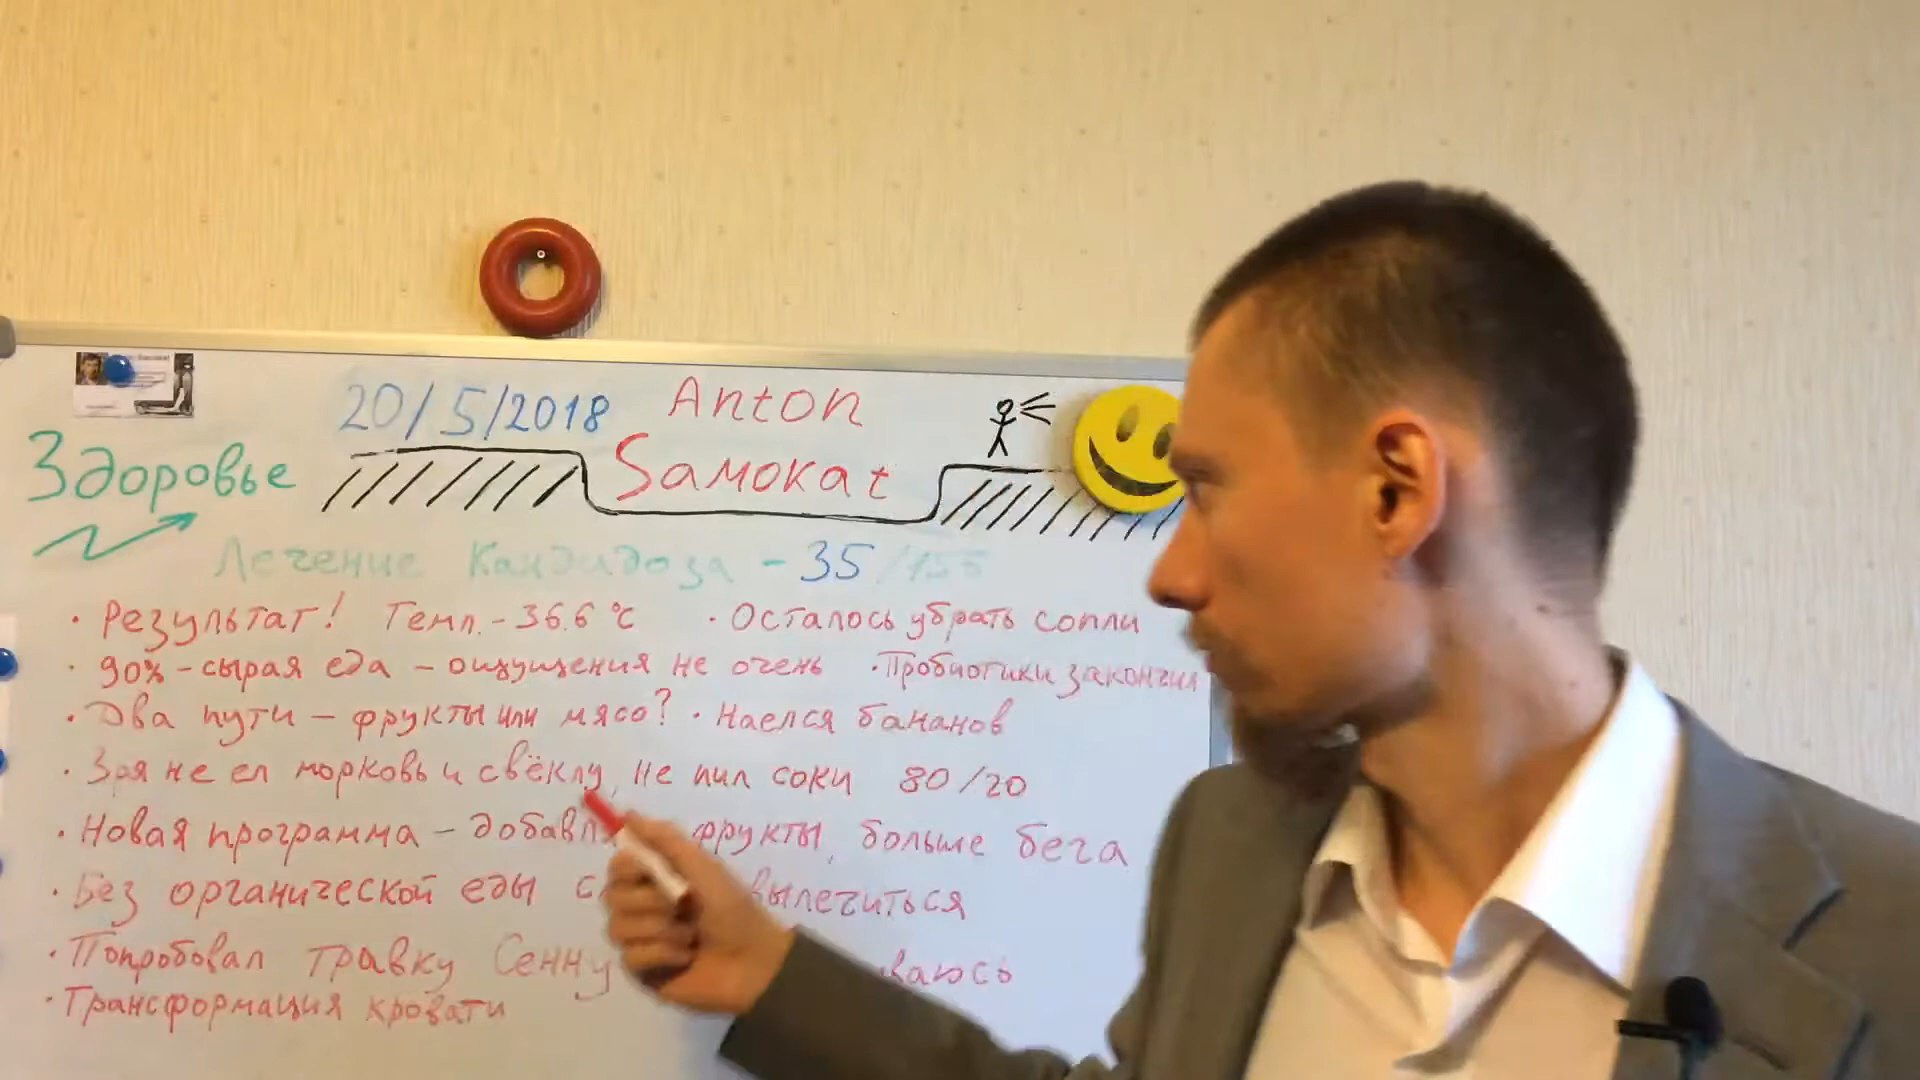 20/5/2018 Anton
Здоровье
Saмокat
Лечение Кандидоза - 35/155
• Результат! Темп. - 36.6 °C • Осталось убрать сопли
• 90% - сырая еда - ощущения не очень • Пробиотики закончил
• Два пути - фрукты или мясо? • Наелся бананов
• Зря не ел морковь и свёклу, не пил соки 80/20
• Новая программа - фрукты, больше бега
• Без органической еды вылечиться
• Попробовал травку Сенну
• Трансформация кровати